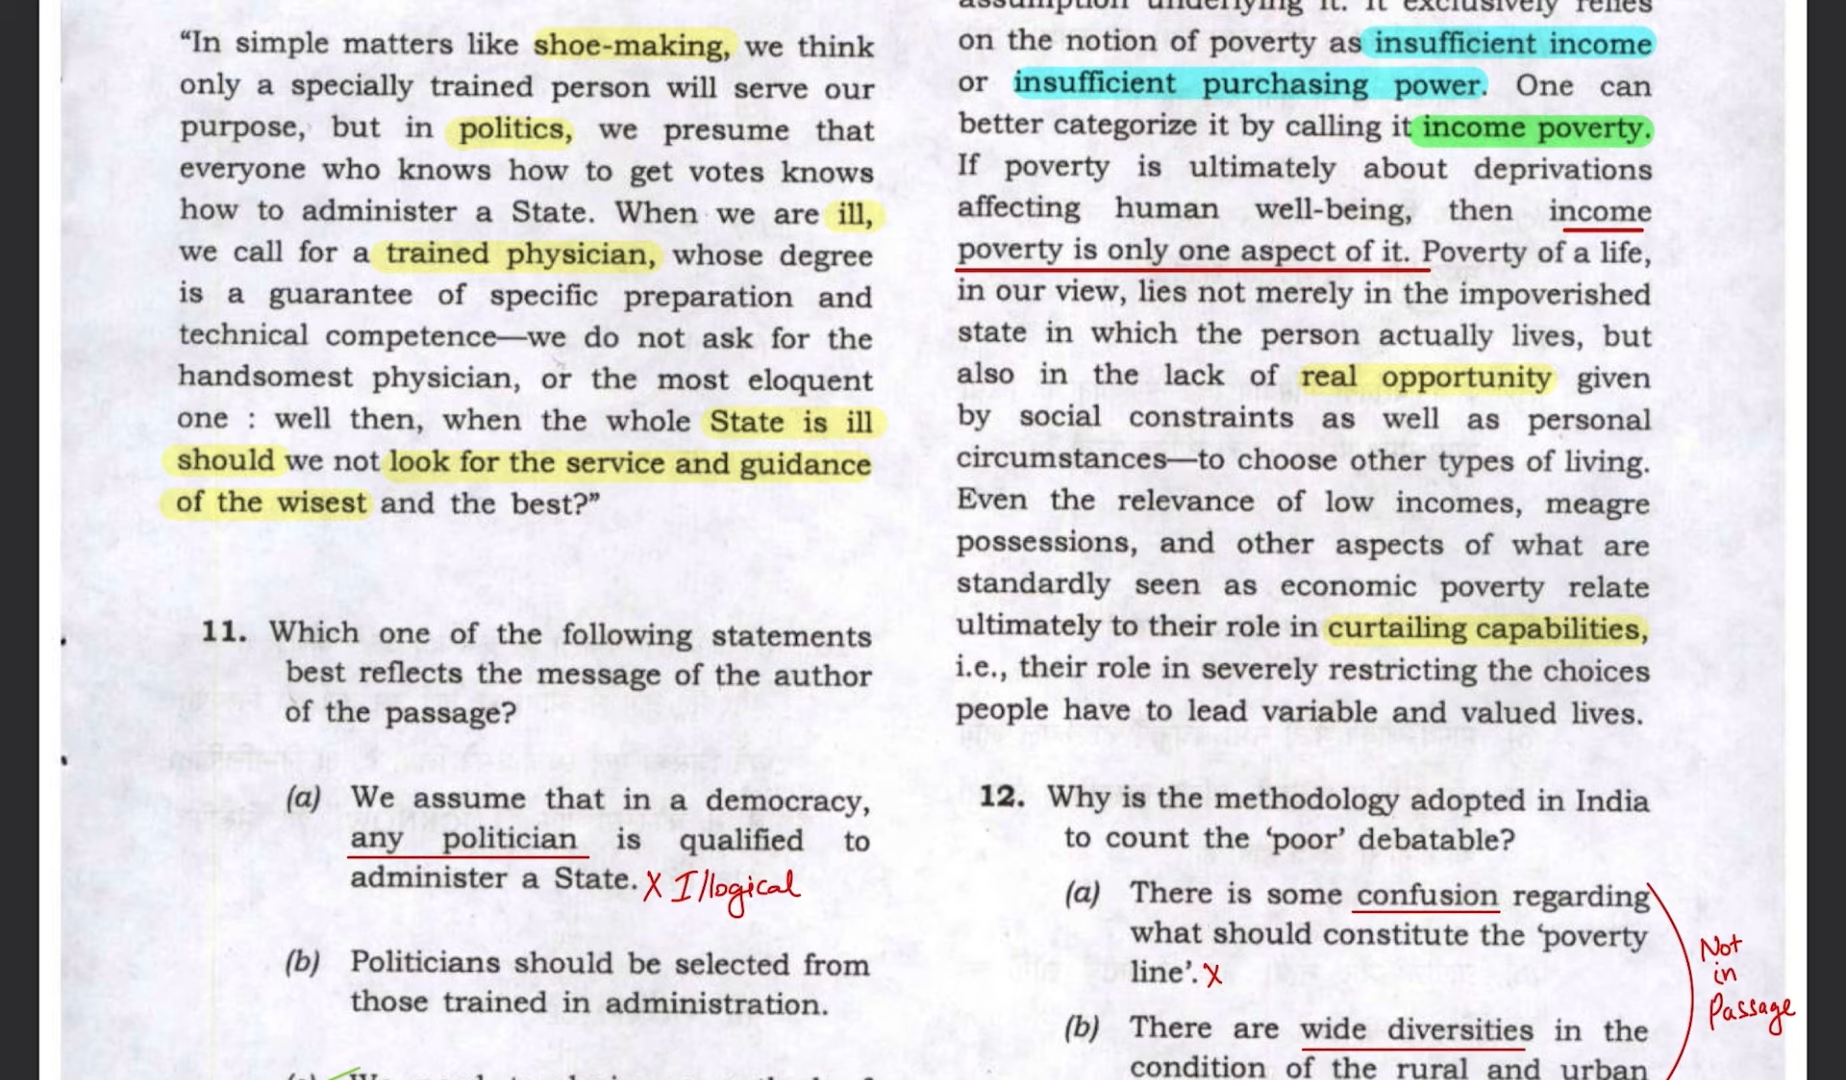 “In simple matters like shoe-making, we think
only a specially trained person will serve our
purpose, but in politics, we presume that
everyone who knows how to get votes knows
how to administer a State. When we are ill,
we call for a trained physician, whose degree
is a guarantee of specific preparation and
technical competence—we do not ask for the
handsomest physician, or the most eloquent
one : well then, when the whole State is ill
should we not look for the service and guidance
of the wisest and the best?”
11. Which one of the following statements
best reflects the message of the author
of the passage?
(a) We assume that in a democracy,
any politician is qualified to
administer a State. X Illogical
(b) Politicians should be selected from
those trained in administration.
assumption underlying it. It exclusively relies
on the notion of poverty as insufficient income
or insufficient purchasing power. One can
better categorize it by calling it income poverty.
If poverty is ultimately about deprivations
affecting human well-being, then income
poverty is only one aspect of it. Poverty of a life,
in our view, lies not merely in the impoverished
state in which the person actually lives, but
also in the lack of real opportunity given
by social constraints as well as personal
circumstances—to choose other types of living.
Even the relevance of low incomes, meagre
possessions, and other aspects of what are
standardly seen as economic poverty relate
ultimately to their role in curtailing capabilities,
i.e., their role in severely restricting the choices
people have to lead variable and valued lives.
12. Why is the methodology adopted in India
to count the ‘poor’ debatable?
(a) There is some confusion regarding
what should constitute the ‘poverty
line’. X
(b) There are wide diversities in the
condition of the rural and urban
Not
in
Passage